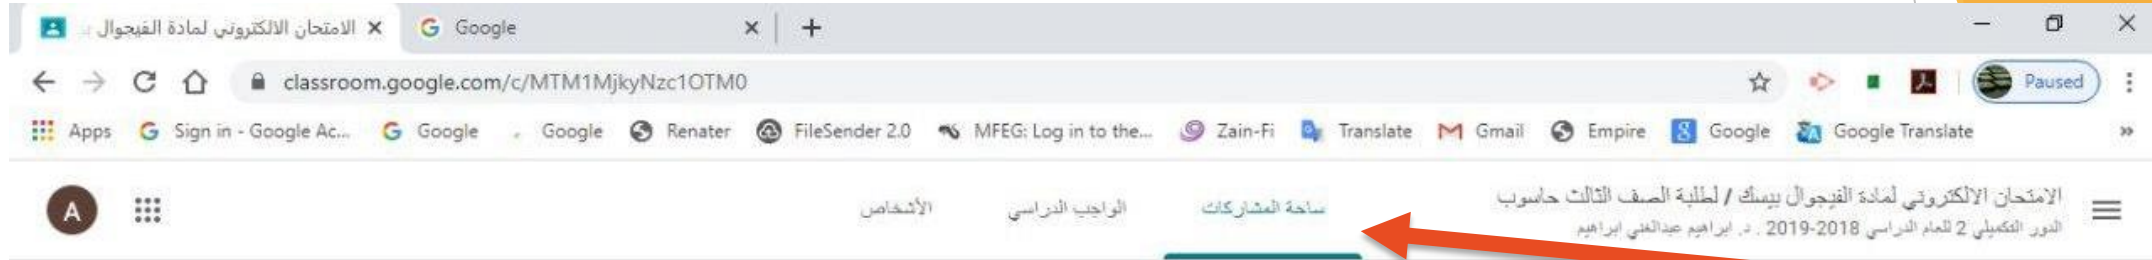 الامتحان الالكتروني لمادة الفيجوال
Google
classroom.google.com/c/MTM1MjkyNzc1OTM0
Paused
Apps Sign in - Google Ac... Google Google Renater FileSender 2.0 MFEG: Log in to the... Zain-Fi Translate Gmail Empire Google Google Translate
A
الامتحان الالكتروني لمادة الفيجوال بيسك / لطلبة الصف الثالث حاسوب
الدور التكميلي 2 للعام الدراسي 2018-2019 . د. ابراهيم عبدالغني ابراهيم
ساحة المشاركات
الواجب الدراسي
الأشخاص